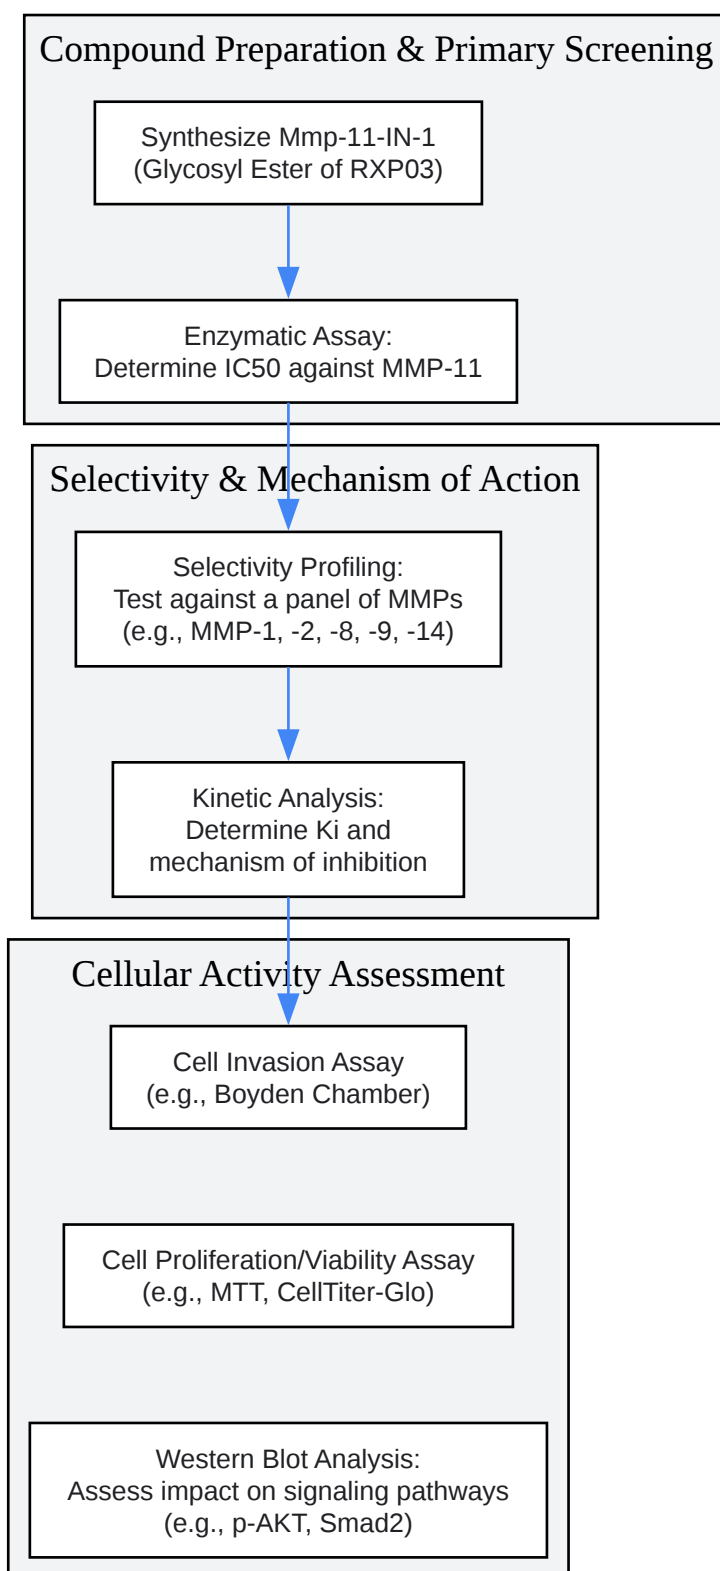 Compound Preparation & Primary Screening
Synthesize Mmp-11-IN-1
(Glycosyl Ester of RXP03)
Enzymatic Assay:
Determine IC50 against MMP-11
Selectivity & Mechanism of Action
Selectivity Profiling:
Test against a panel of MMPs
(e.g., MMP-1, -2, -8, -9, -14)
Kinetic Analysis:
Determine Ki and
mechanism of inhibition
Cellular Activity Assessment
Cell Invasion Assay
(e.g., Boyden Chamber)
Cell Proliferation/Viability Assay
(e.g., MTT, CellTiter-Glo)
Western Blot Analysis:
Assess impact on signaling pathways
(e.g., p-AKT, Smad2)